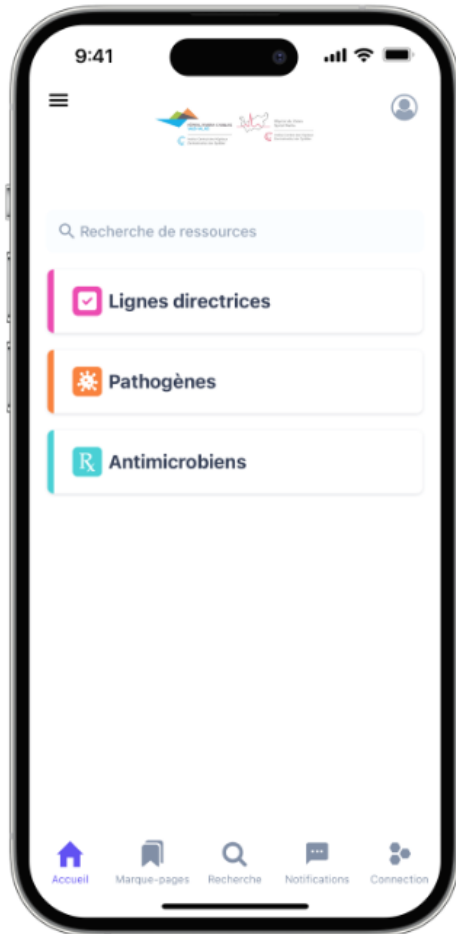 9:41
Recherche de ressources
Lignes directrices
Pathogènes
Antimicrobiens
Accueil
Marque-pages
Recherche
Notifications
Connection